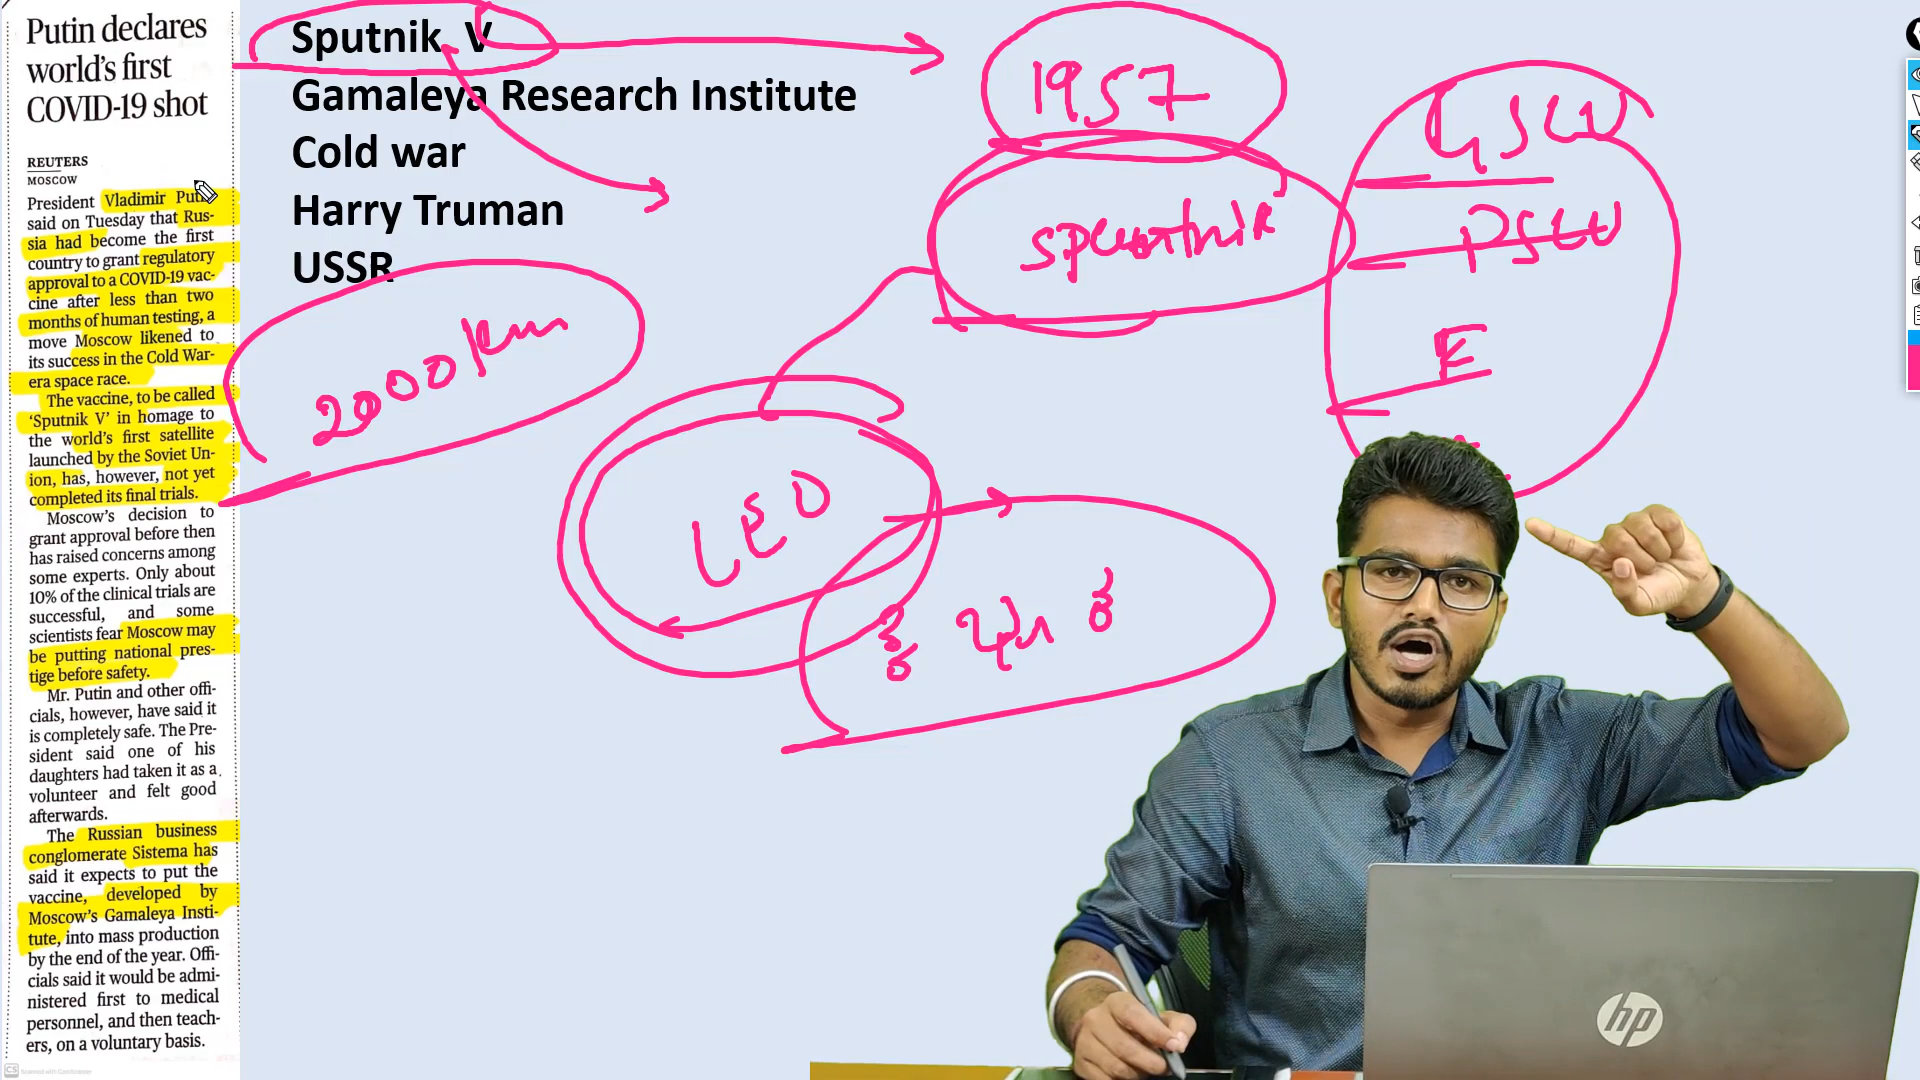 Putin declares
world's first
COVID-19 shot
REUTERS
MOSCOW
President Vladimir Putin
said on Tuesday that Rus-
sia had become the first
country to grant regulatory
approval to a COVID-19 vac-
cine after less than two
months of human testing, a
move Moscow likened to
its success in the Cold War-
era space race.
The vaccine, to be called
'Sputnik V' in homage to
the world's first satellite
launched by the Soviet Un-
ion, has, however, not yet
completed its final trials.
Moscow's decision to
grant approval before then
has raised concerns among
some experts. Only about
10% of the clinical trials are
successful, and some
scientists fear Moscow may
be putting national pres-
tige before safety.
Mr. Putin and other offi-
cials, however, have said it
is completely safe. The Pre-
sident said one of his
daughters had taken it as a
volunteer and felt good
afterwards.
The Russian business
conglomerate Sistema has
said it expects to put the
vaccine, developed by
Moscow's Gamaleya Insti-
tute, into mass production
by the end of the year. Offi-
cials said it would be admi-
nistered first to medical
personnel, and then teach-
ers, on a voluntary basis.
CS Scanned with CamScanner
Sputnik V
Gamaleya Research Institute
Cold war
Harry Truman
USSR
1957
sputnik
GSLV
PSLV
2000 km
LEO
hp